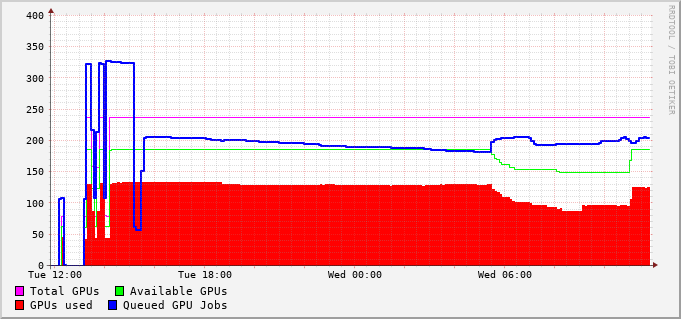 400
350
300
250
200
150
100
50
0
Tue 12:00 Tue 18:00 Wed 00:00 Wed 06:00
Total GPUs Available GPUs
GPUs used Queued GPU Jobs
RRDTOOL / TOBI OETIKER